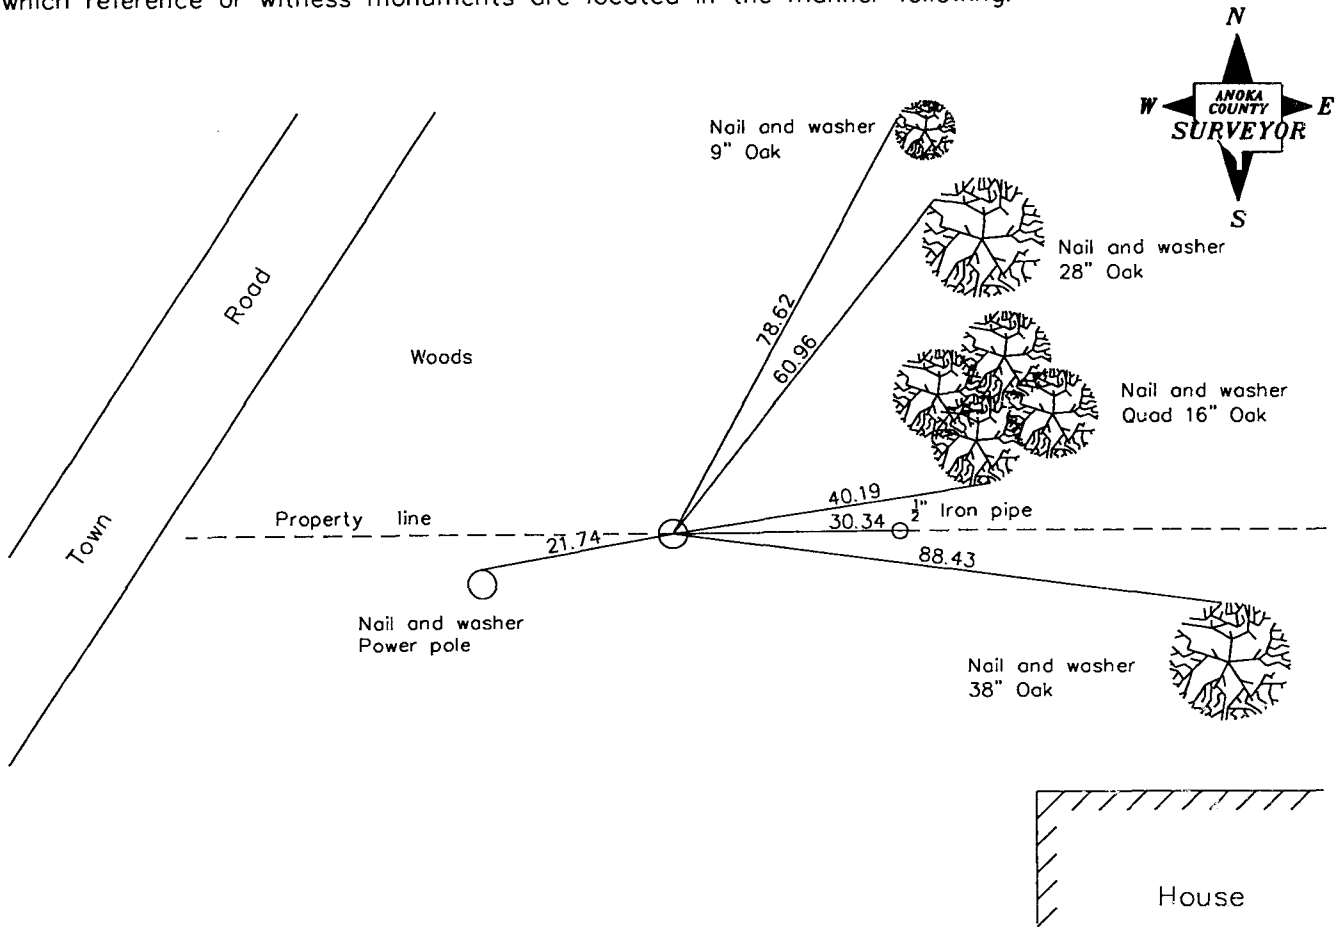 which reference or witness monuments are located in the manner following:
N
W
ANOKA
COUNTY
SURVEYOR
E
S
Nail and washer
9" Oak
Nail and washer
28" Oak
Road
78.62
60.96
Woods
Nail and washer
Quad 16" Oak
40.19
1/2" Iron pipe
Property line
30.34
Town
21.74
88.43
Nail and washer
Power pole
Nail and washer
38" Oak
House